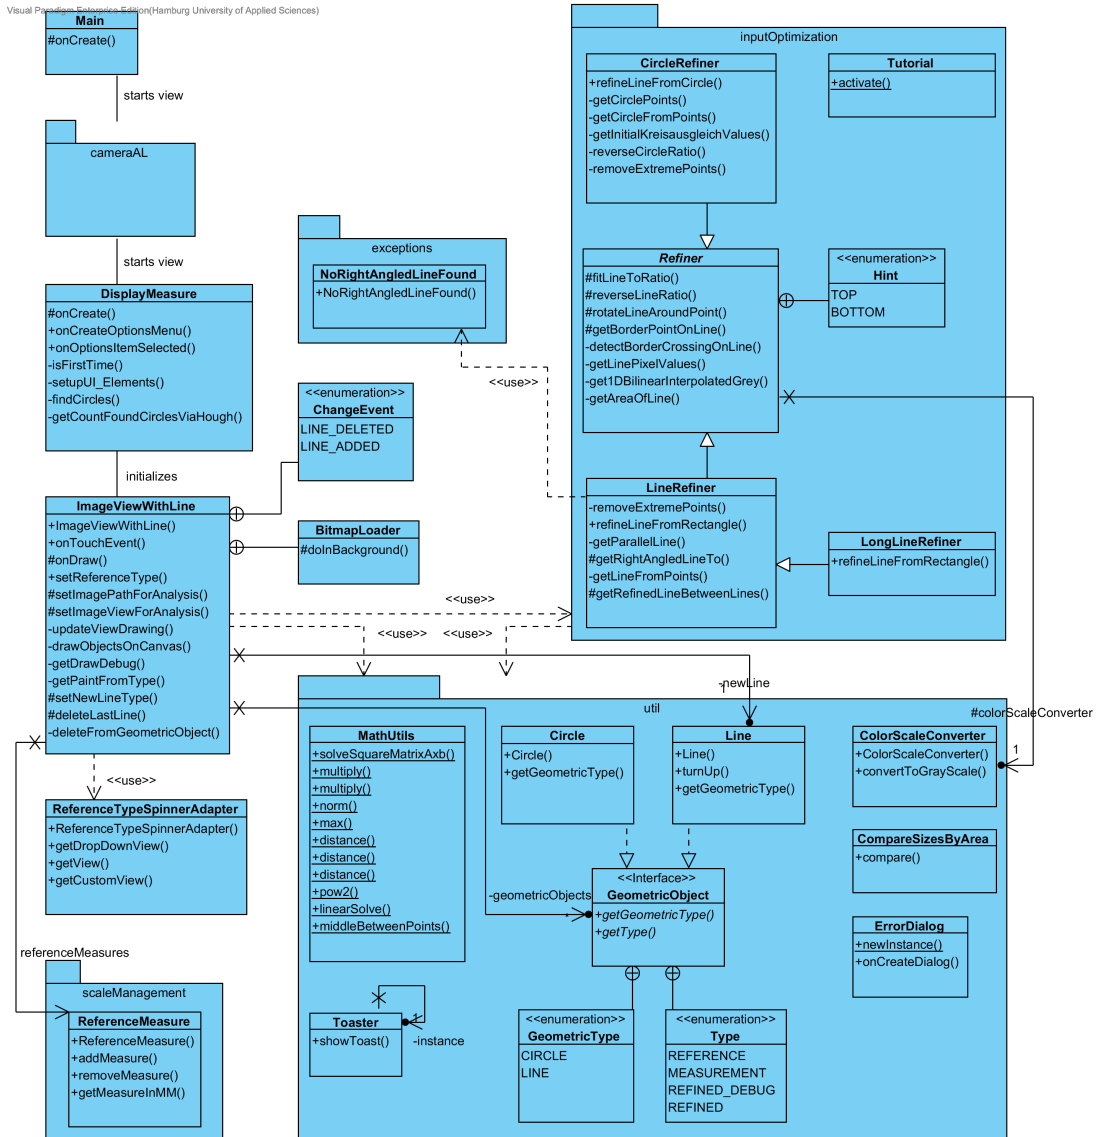 Visual Paradigm Enterprise Edition(Hamburg University of Applied Sciences)
Main
#onCreate()
starts view
cameraAL
starts view
DisplayMeasure
#onCreate()
+onCreateOptionsMenu()
+onOptionsItemSelected()
-isFirstTime()
-setupUI_Elements()
-findCircles()
-getCountFoundCirclesViaHough()
initializes
ImageViewWithLine
+ImageViewWithLine()
+onTouchEvent()
#onDraw()
+setReferenceType()
#setImagePathForAnalysis()
#setImageViewForAnalysis()
-updateViewDrawing()
-drawObjectsOnCanvas()
-getDrawDebug()
-getPaintFromType()
#setNewLineType()
#deleteLastLine()
-deleteFromGeometricObject()
<<use>>
ReferenceTypeSpinnerAdapter
+ReferenceTypeSpinnerAdapter()
+getDropDownView()
+getView()
+getCustomView()
referenceMeasures
scaleManagement
ReferenceMeasure
+ReferenceMeasure()
+addMeasure()
+removeMeasure()
+getMeasureInMM()
exceptions
NoRightAngledLineFound
+NoRightAngledLineFound()
<<use>>
<<enumeration>>
ChangeEvent
LINE_DELETED
LINE_ADDED
BitmapLoader
#doInBackground()
<<use>>
<<use>>
<<use>>
inputOptimization
CircleRefiner
+refineLineFromCircle()
-getCirclePoints()
-getCircleFromPoints()
-getInitialKreisausgleichValues()
-reverseCircleRatio()
-removeExtremePoints()
Tutorial
+activate()
Refiner
#fitLineToRatio()
#reverseLineRatio()
#rotateLineAroundPoint()
#getBorderPointOnLine()
-detectBorderCrossingOnLine()
-getLinePixelValues()
-get1DBilinearInterpolatedGrey()
-getAreaOfLine()
<<enumeration>>
Hint
TOP
BOTTOM
LineRefiner
-removeExtremePoints()
+refineLineFromRectangle()
-getParallelLine()
#getRightAngledLineTo()
-getLineFromPoints()
#getRefinedLineBetweenLines()
LongLineRefiner
+refineLineFromRectangle()
-newLine
1
#colorScaleConverter
1
util
MathUtils
+solveSquareMatrixAxb()
+multiply()
+multiply()
+norm()
+max()
+distance()
+distance()
+distance()
+pow2()
+linearSolve()
+middleBetweenPoints()
Circle
+Circle()
+getGeometricType()
Line
+Line()
+turnUp()
+getGeometricType()
ColorScaleConverter
+ColorScaleConverter()
+convertToGrayScale()
CompareSizesByArea
+compare()
ErrorDialog
+newInstance()
+onCreateDialog()
-geometricObjects
*
<<Interface>>
GeometricObject
+getGeometricType()
+getType()
Toaster
+showToast()
1
-instance
<<enumeration>>
GeometricType
CIRCLE
LINE
<<enumeration>>
Type
REFERENCE
MEASUREMENT
REFINED_DEBUG
REFINED